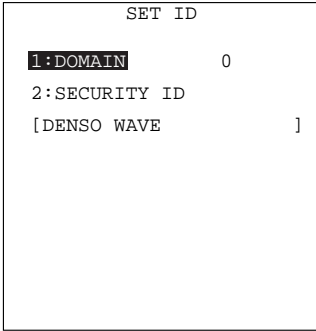 SET ID
1:DOMAIN 0
2:SECURITY ID
[DENSO WAVE ]